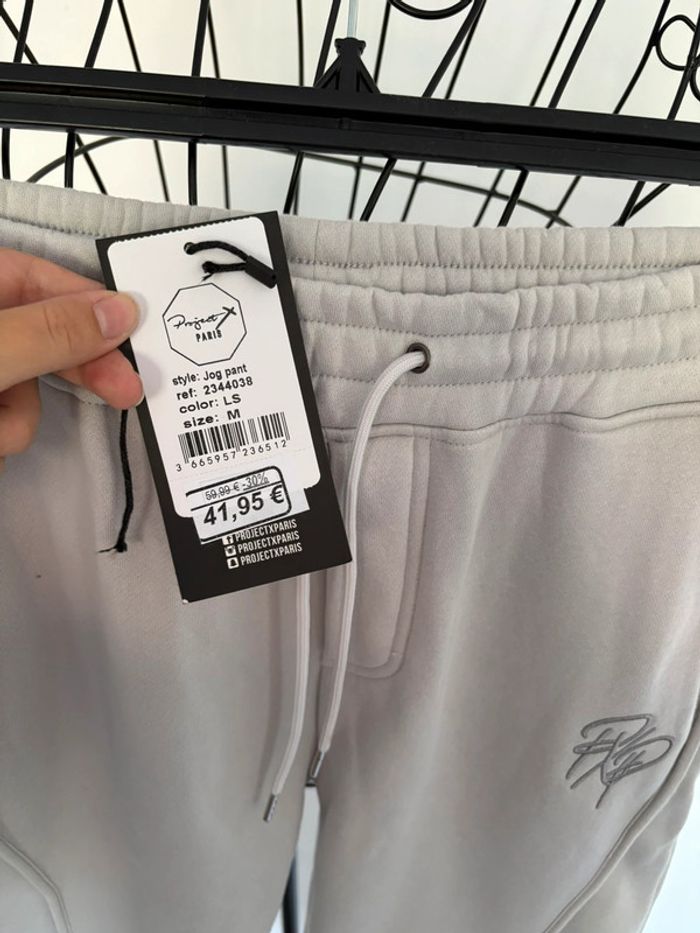 Project X
PARIS
style: Jog pant
ref: 2344038
color: LS
size: M
3 665957 236512
59,99 € -30%
41,95 €
f PROJECTXPARIS
PROJECTXPARIS
PROJECTXPARIS
PXP